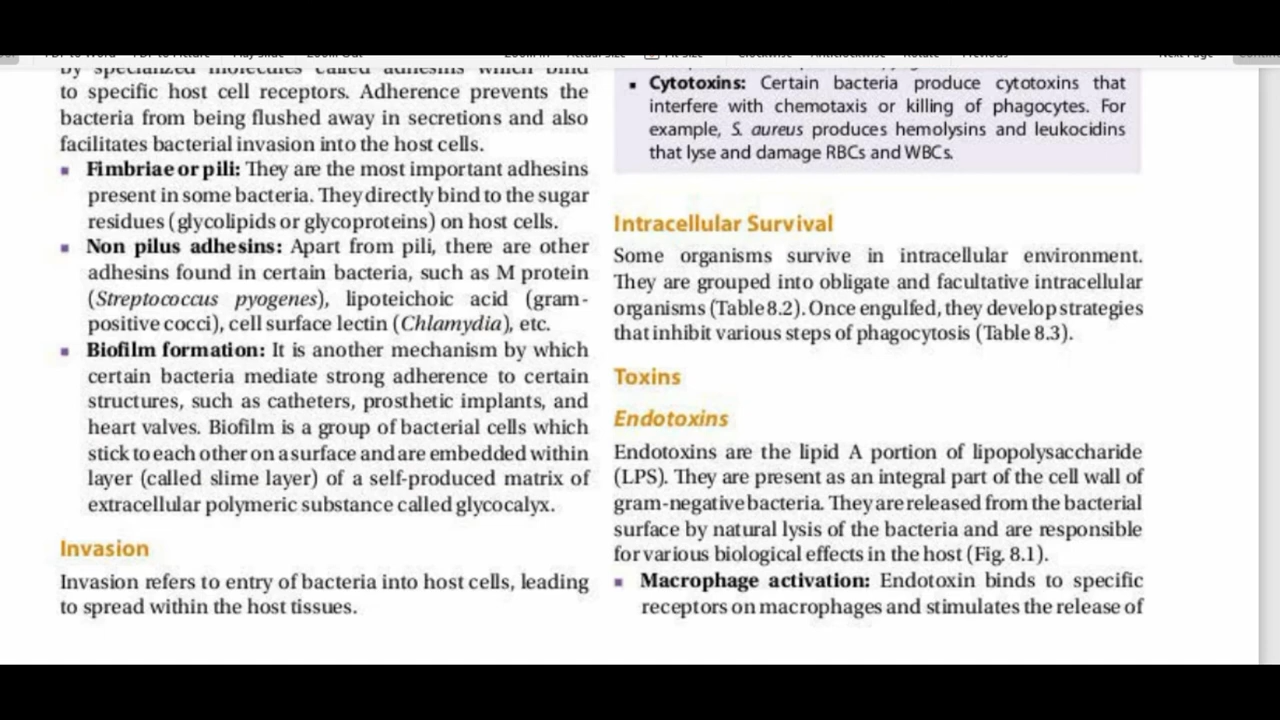 by specialized molecules called adhesins which bind
to specific host cell receptors. Adherence prevents the
bacteria from being flushed away in secretions and also
facilitates bacterial invasion into the host cells.
▪ Fimbriae or pili: They are the most important adhesins
present in some bacteria. They directly bind to the sugar
residues (glycolipids or glycoproteins) on host cells.
▪ Non pilus adhesins: Apart from pili, there are other
adhesins found in certain bacteria, such as M protein
(Streptococcus pyogenes), lipoteichoic acid (gram-
positive cocci), cell surface lectin (Chlamydia), etc.
▪ Biofilm formation: It is another mechanism by which
certain bacteria mediate strong adherence to certain
structures, such as catheters, prosthetic implants, and
heart valves. Biofilm is a group of bacterial cells which
stick to each other on a surface and are embedded within
layer (called slime layer) of a self-produced matrix of
extracellular polymeric substance called glycocalyx.
Invasion
Invasion refers to entry of bacteria into host cells, leading
to spread within the host tissues.
▪ Cytotoxins: Certain bacteria produce cytotoxins that
interfere with chemotaxis or killing of phagocytes. For
example, S. aureus produces hemolysins and leukocidins
that lyse and damage RBCs and WBCs.
Intracellular Survival
Some organisms survive in intracellular environment.
They are grouped into obligate and facultative intracellular
organisms (Table 8.2). Once engulfed, they develop strategies
that inhibit various steps of phagocytosis (Table 8.3).
Toxins
Endotoxins
Endotoxins are the lipid A portion of lipopolysaccharide
(LPS). They are present as an integral part of the cell wall of
gram-negative bacteria. They are released from the bacterial
surface by natural lysis of the bacteria and are responsible
for various biological effects in the host (Fig. 8.1).
▪ Macrophage activation: Endotoxin binds to specific
receptors on macrophages and stimulates the release of